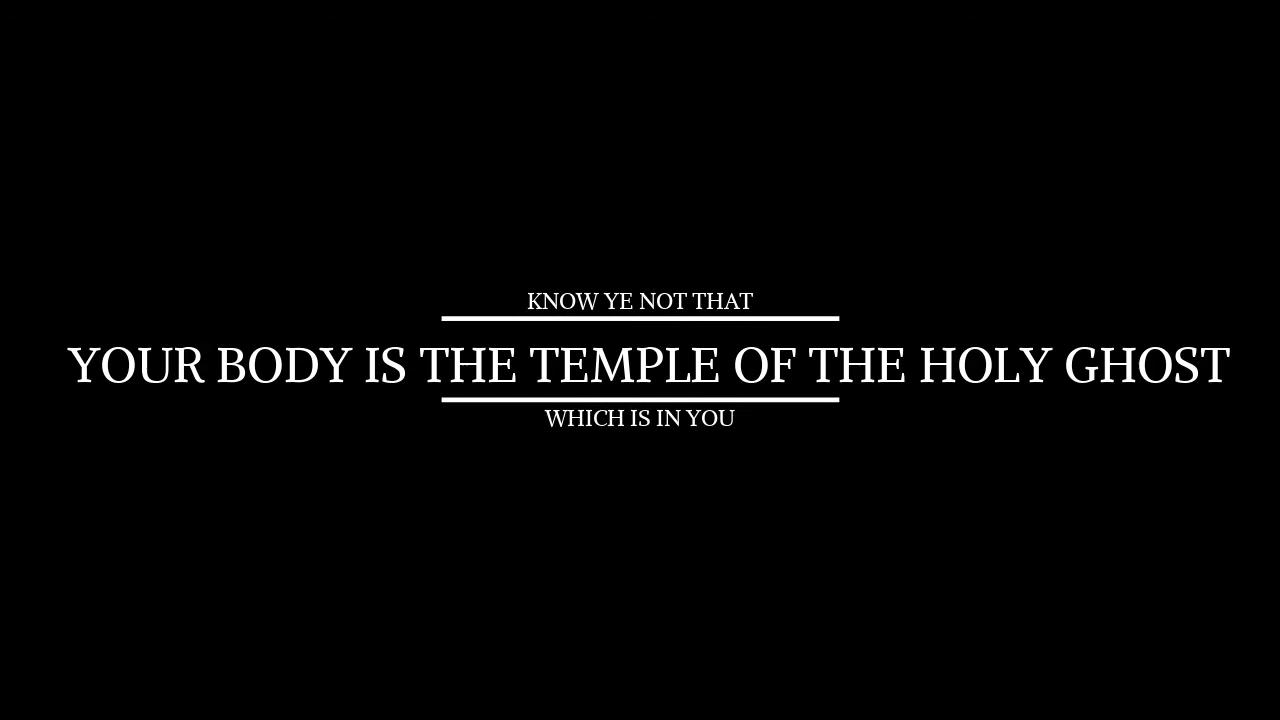 KNOW YE NOT THAT
YOUR BODY IS THE TEMPLE OF THE HOLY GHOST
WHICH IS IN YOU